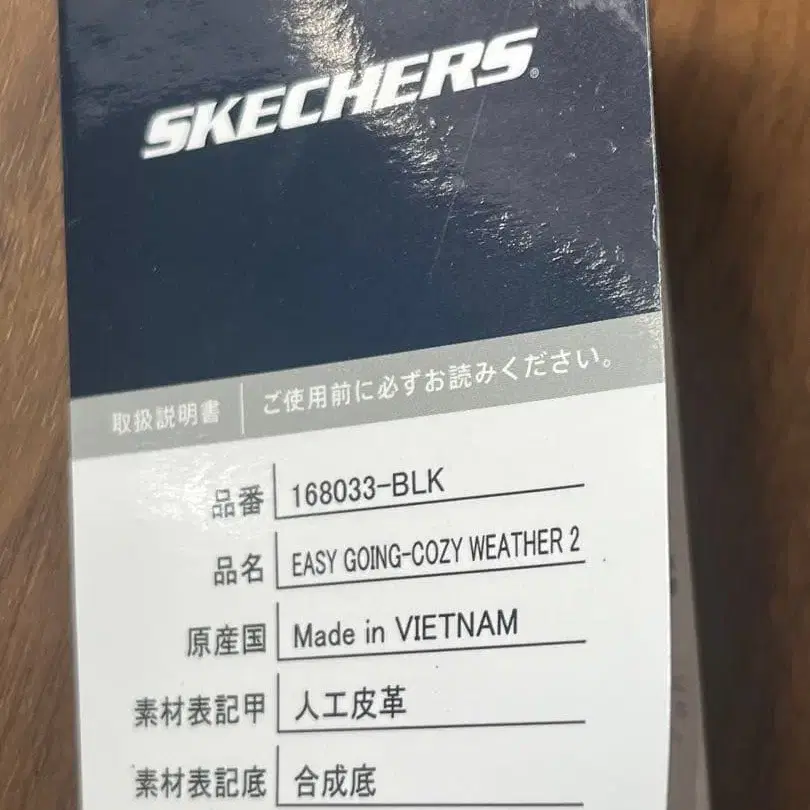 SKECHERS®
取扱説明書 ご使用前に必ずお読みください。
品番 168033-BLK
品名 EASY GOING-COZY WEATHER 2
原産国 Made in VIETNAM
素材表記甲 人工皮革
素材表記底 合成底